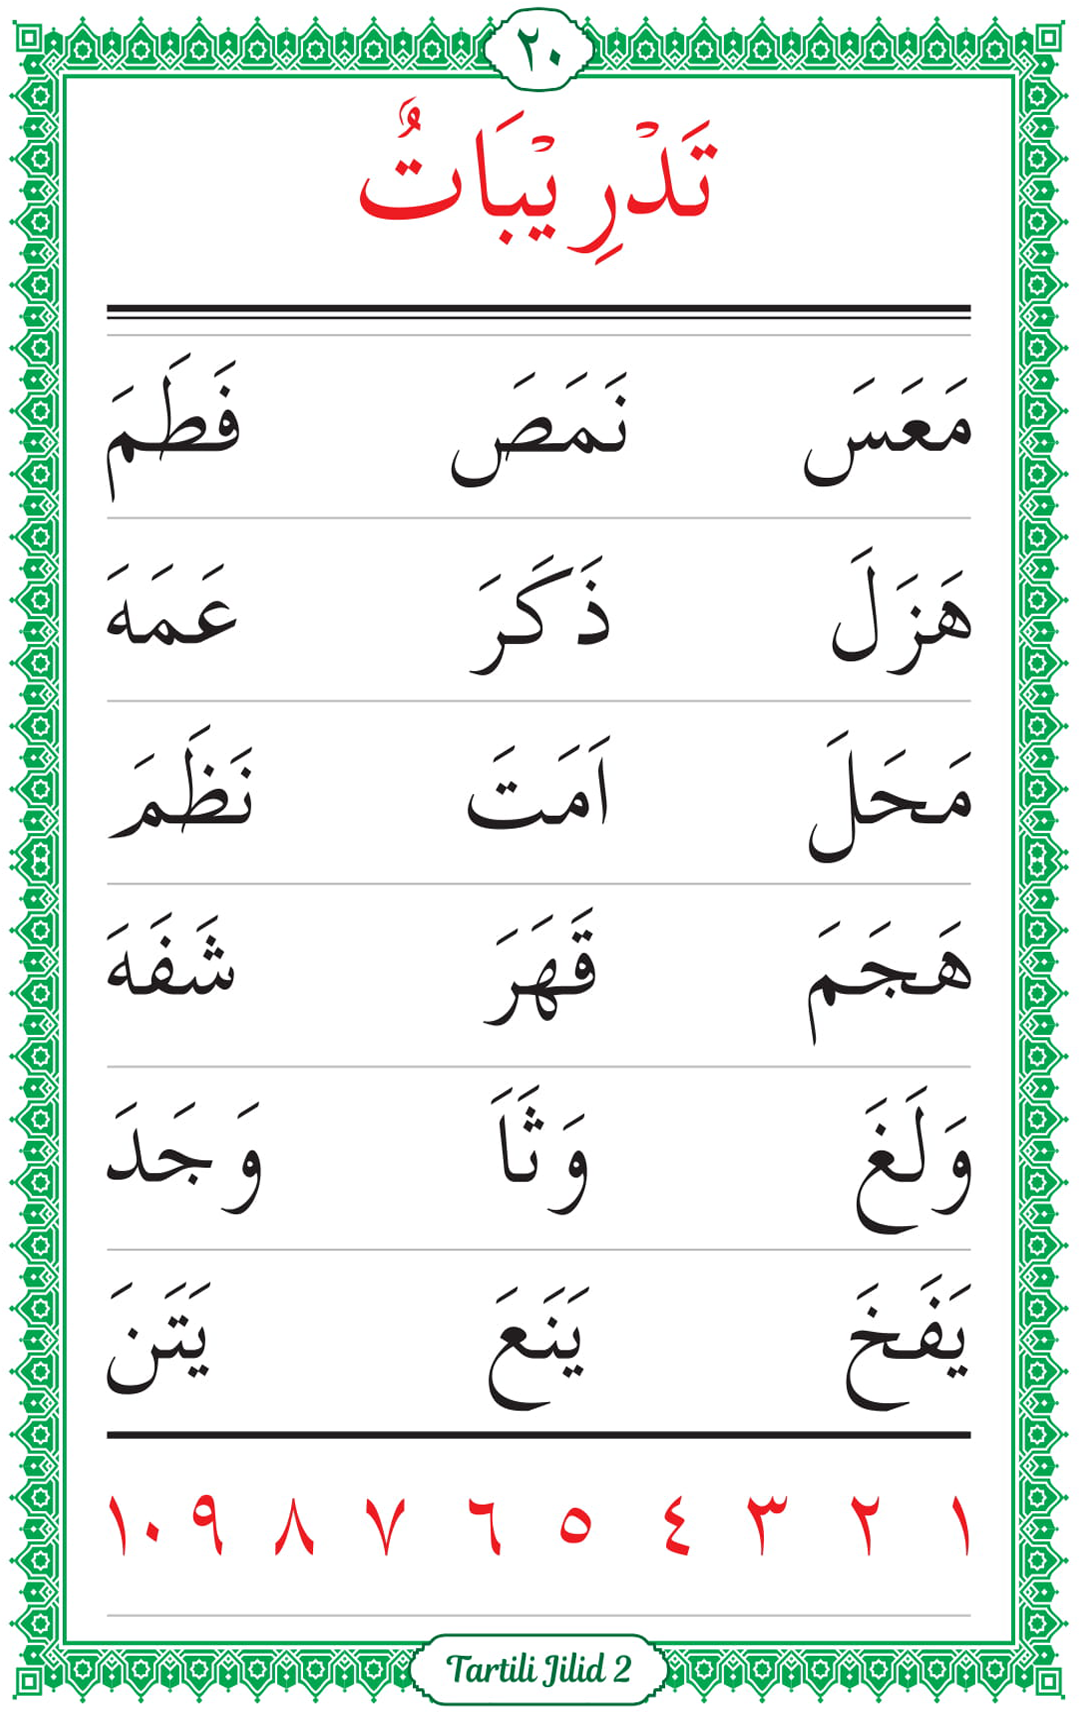 ٢٠
تَدْرِيْبَاتٌ
مَعَسَ نَمَصَ فَطَمَ
هَزَلَ ذَكَرَ عَمَهَ
مَحَلَ اَمَتَ نَظَمَ
هَجَمَ قَهَرَ شَفَهَ
وَلَغَ وَثَاَ وَجَدَ
يَفَخَ يَنَعَ يَتَنَ
١ ٢ ٣ ٤ ٥ ٦ ٧ ٨ ٩ ١٠
Tartili Jilid 2